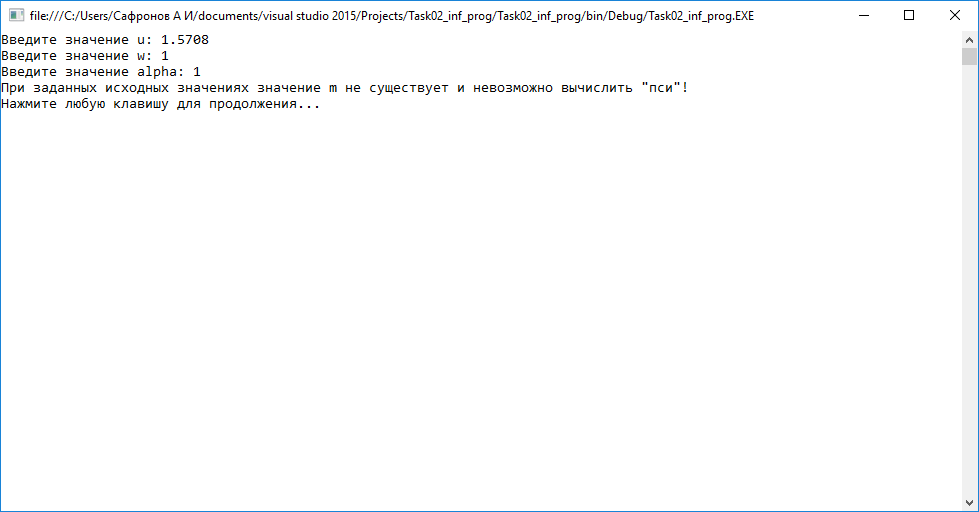 file:///C:/Users/Сафронов А И/documents/visual studio 2015/Projects/Task02_inf_prog/Task02_inf_prog/bin/Debug/Task02_inf_prog.EXE
Введите значение u: 1.5708
Введите значение w: 1
Введите значение alpha: 1
При заданных исходных значениях значение m не существует и невозможно вычислить "пси"!
Нажмите любую клавишу для продолжения...